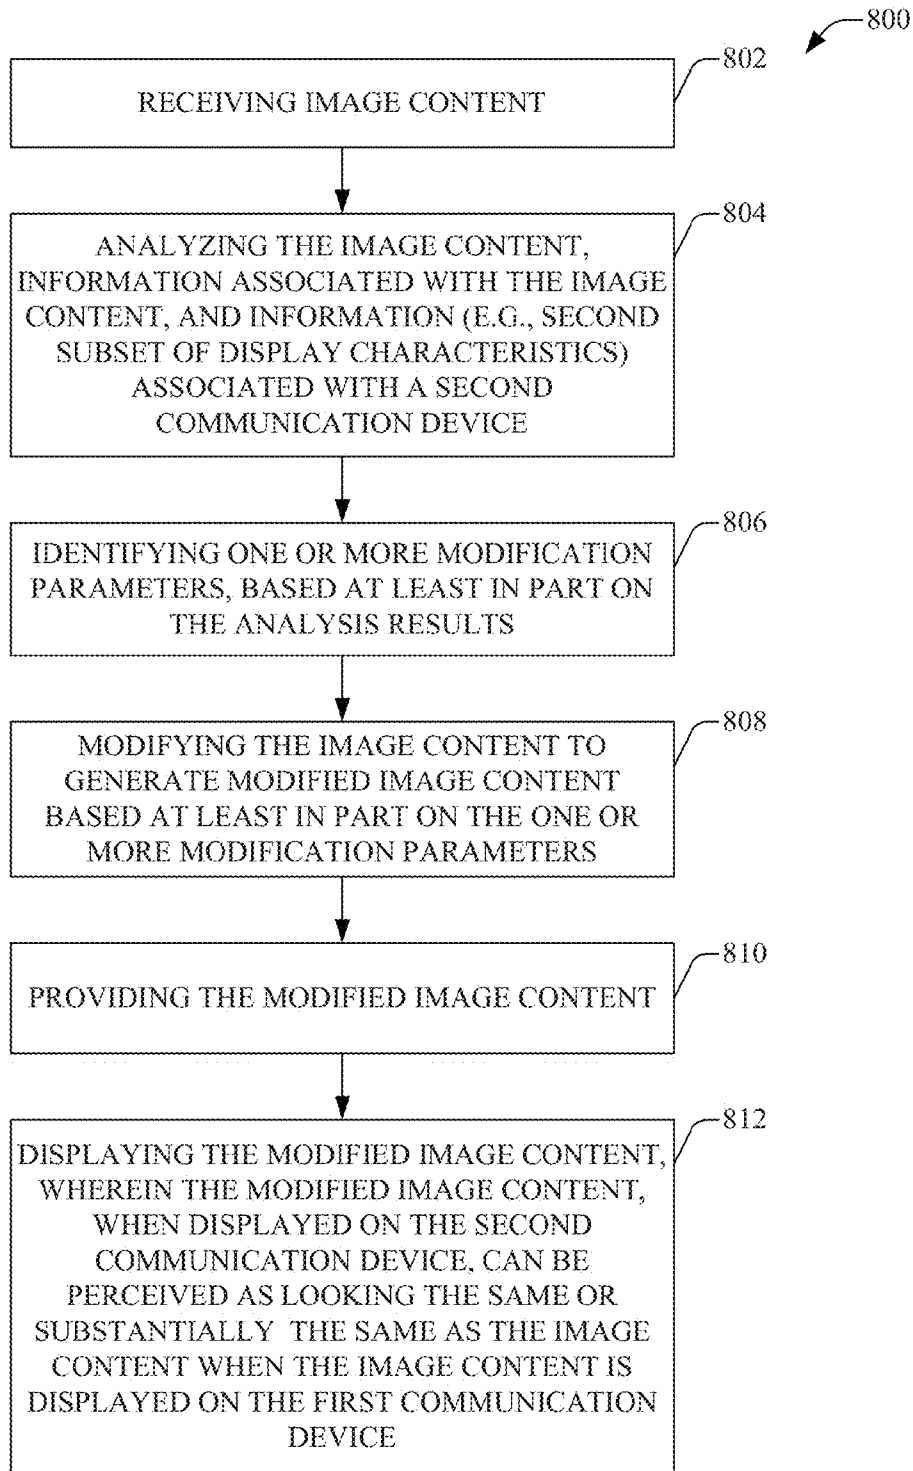 800
802
RECEIVING IMAGE CONTENT
804
ANALYZING THE IMAGE CONTENT,
INFORMATION ASSOCIATED WITH THE IMAGE
CONTENT, AND INFORMATION (E.G., SECOND
SUBSET OF DISPLAY CHARACTERISTICS)
ASSOCIATED WITH A SECOND
COMMUNICATION DEVICE
806
IDENTIFYING ONE OR MORE MODIFICATION
PARAMETERS, BASED AT LEAST IN PART ON
THE ANALYSIS RESULTS
808
MODIFYING THE IMAGE CONTENT TO
GENERATE MODIFIED IMAGE CONTENT
BASED AT LEAST IN PART ON THE ONE OR
MORE MODIFICATION PARAMETERS
810
PROVIDING THE MODIFIED IMAGE CONTENT
812
DISPLAYING THE MODIFIED IMAGE CONTENT,
WHEREIN THE MODIFIED IMAGE CONTENT,
WHEN DISPLAYED ON THE SECOND
COMMUNICATION DEVICE, CAN BE
PERCEIVED AS LOOKING THE SAME OR
SUBSTANTIALLY THE SAME AS THE IMAGE
CONTENT WHEN THE IMAGE CONTENT IS
DISPLAYED ON THE FIRST COMMUNICATION
DEVICE